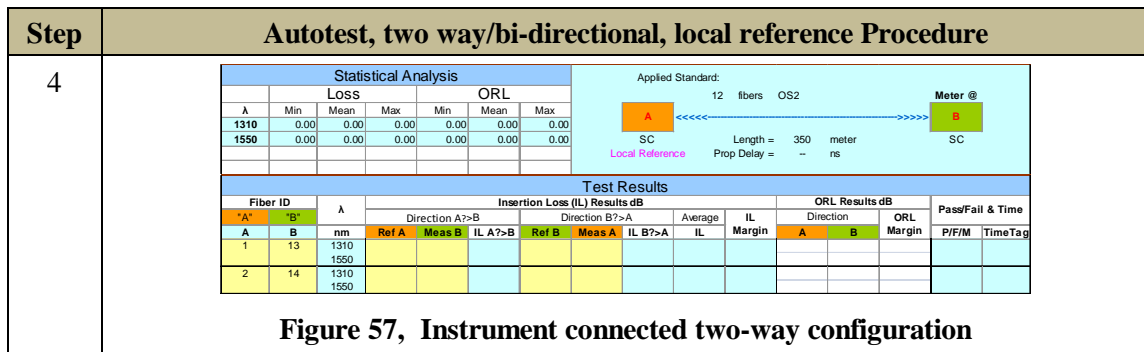 Step Autotest, two way/bi-directional, local reference Procedure
4
Statistical Analysis
Loss ORL
λ Min Mean Max Min Mean Max
1310 0.00 0.00 0.00 0.00 0.00 0.00
1550 0.00 0.00 0.00 0.00 0.00 0.00
Applied Standard:
12 fibers OS2 Meter @
A <<<<<------------------------------------------------------------>>>>> B
SC Length = 350 meter SC
Local Reference Prop Delay = -- ns
Test Results
Fiber ID λ Insertion Loss (IL) Results dB ORL Results dB Pass/Fail & Time
"A" "B" Direction A?>B Direction B?>A Average IL Margin Direction ORL Margin
A B nm Ref A Meas B IL A?>B Ref B Meas A IL B?>A IL A B P/F/M TimeTag
1 13 1310
1550
2 14 1310
1550
Figure 57, Instrument connected two-way configuration